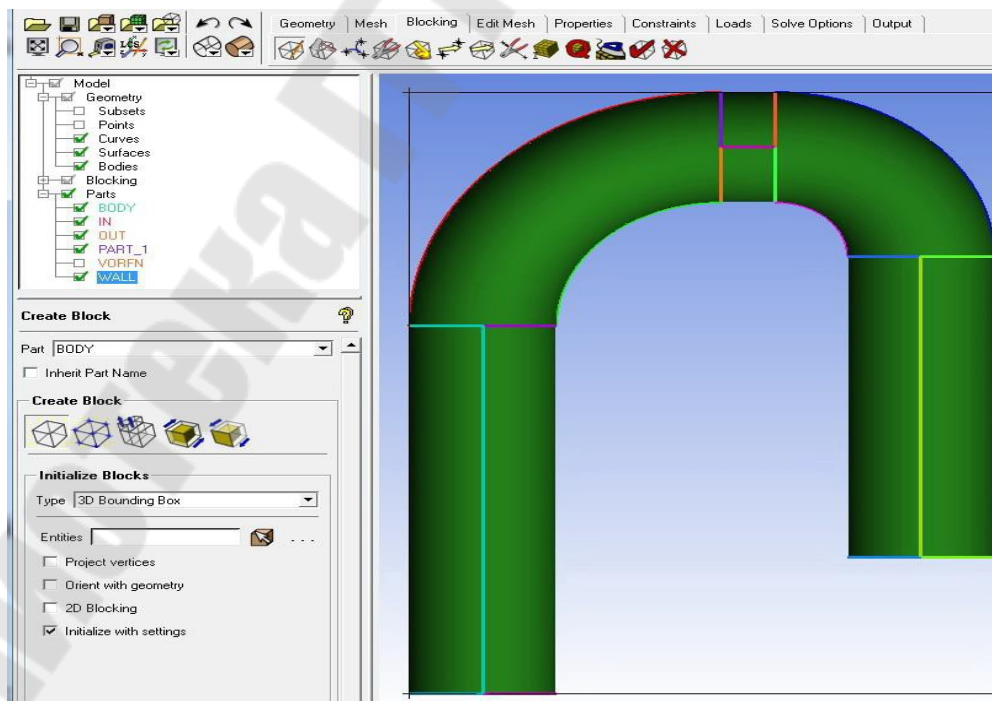 Geometry Mesh Blocking Edit Mesh Properties Constraints Loads Solve Options Output
Model
Geometry
Subsets
Points
Curves
Surfaces
Bodies
Blocking
Parts
BODY
IN
OUT
PART_1
VORFN
WALL
Create Block
Part BODY
Inherit Part Name
Create Block
Initialize Blocks
Type 3D Bounding Box
Entities ...
Project vertices
Orient with geometry
2D Blocking
Initialize with settings